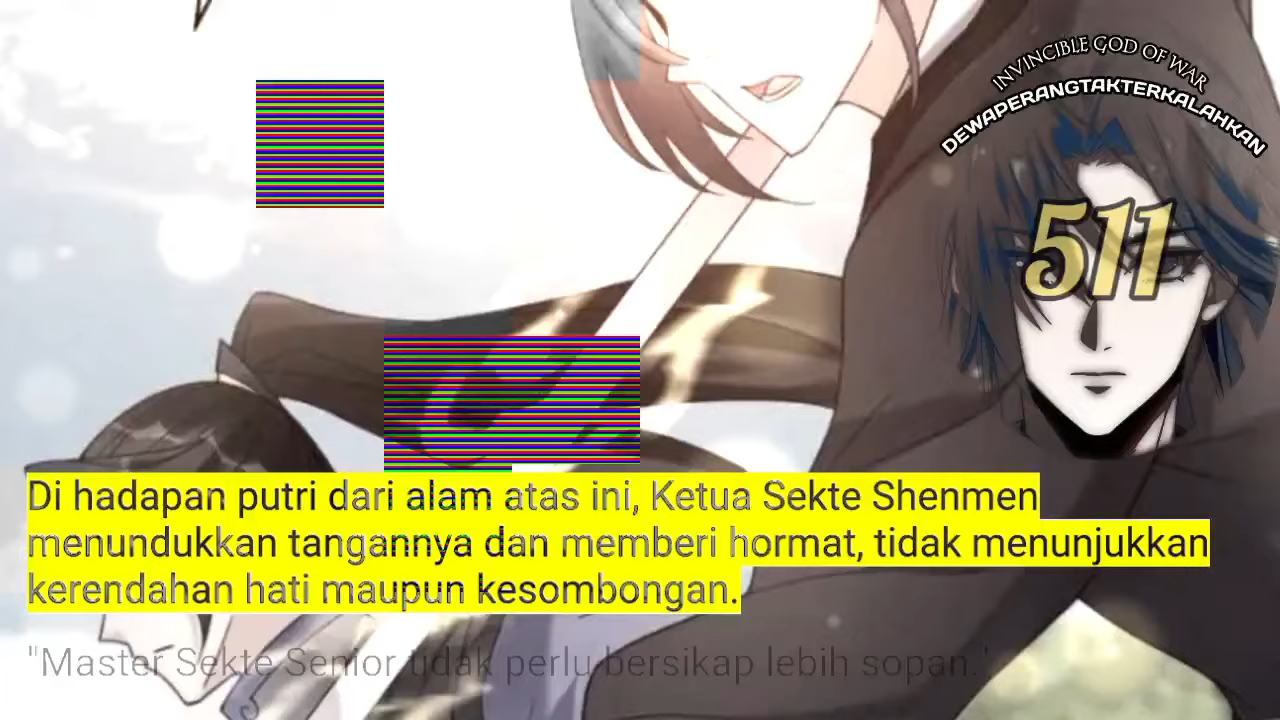 INVINCIBLE GOD OF WAR
DEWAPERANGTAKTERKALAHKAN
511
Di hadapan putri dari alam atas ini, Ketua Sekte Shenmen
menundukkan tangannya dan memberi hormat, tidak menunjukkan
kerendahan hati maupun kesombongan.
"Master Sekte Senior tidak perlu bersikap lebih sopan."